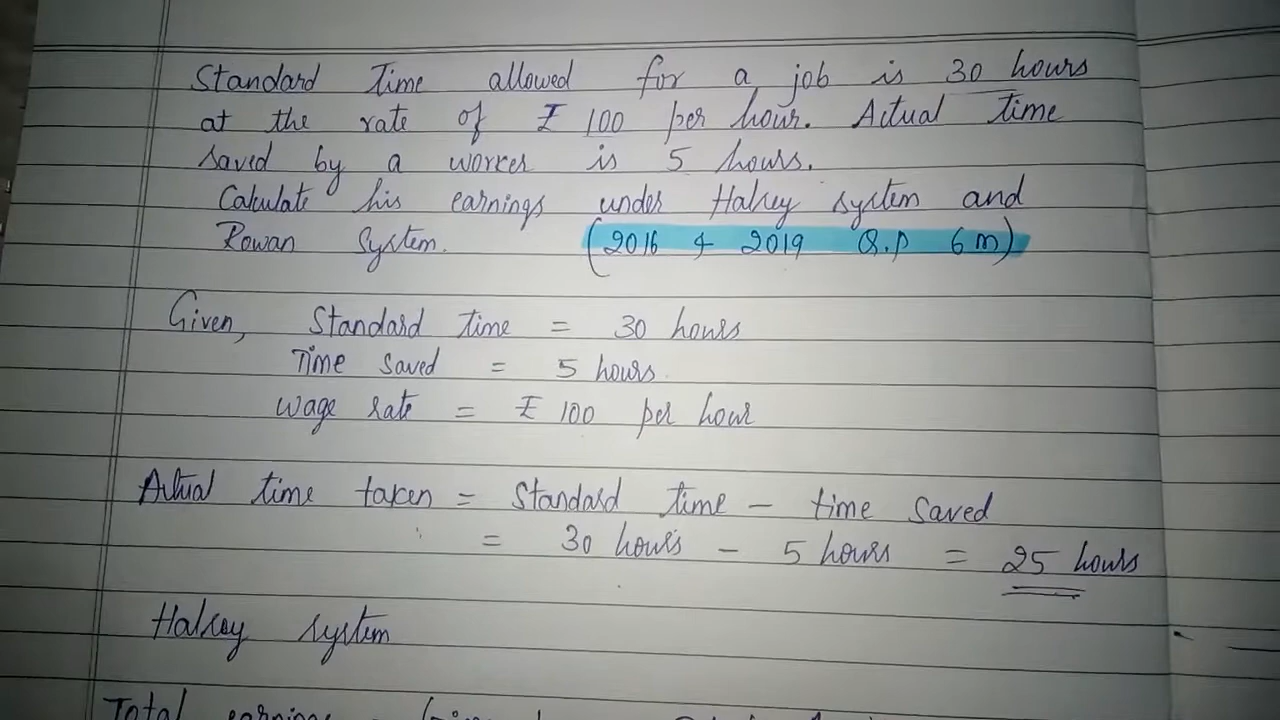 Standard Time allowed for a job is 30 hours
at the rate of ₹ 100 per hour. Actual time
saved by a worker is 5 hours.
Calculate his earnings under Halsey system and
Rowan System. (2016 & 2019 Q.P 6m)
Given, Standard time = 30 hours
Time saved = 5 hours
Wage rate = ₹ 100 per hour
Actual time taken = Standard time - time saved
= 30 hours - 5 hours = 25 hours
Halsey system
Total